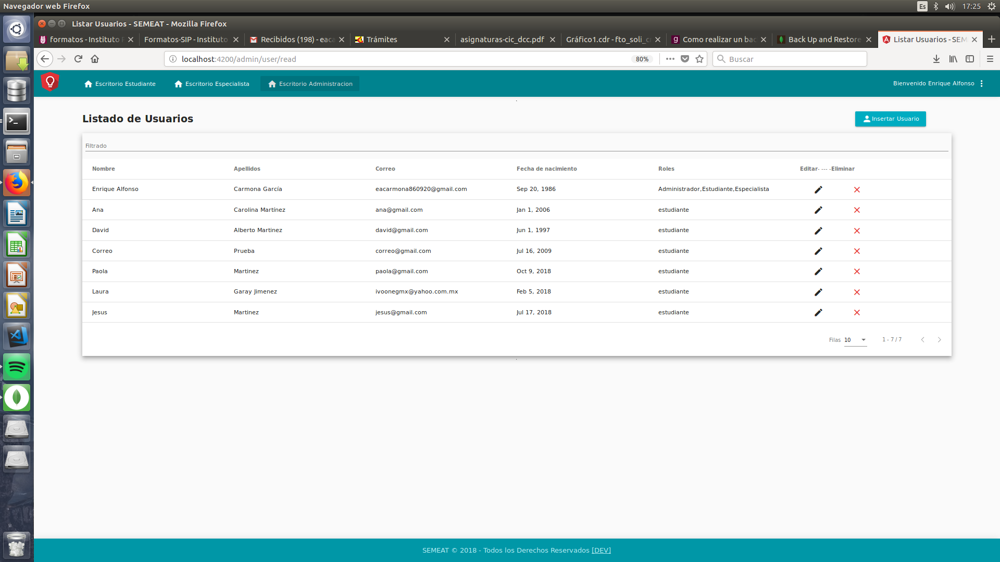 Navegador web Firefox
Es
17:25
Listar Usuarios - SEMEAT - Mozilla Firefox
formatos - Instituto
Formatos-SIP - Instituto
Recibidos (198) - eaca
Trámites
asignaturas-cic_dcc.pdf
Gráfico1.cdr - fto_soli_c
Como realizar un bac
Back Up and Restore
Listar Usuarios - SEM
localhost:4200/admin/user/read
80%
Buscar
Escritorio Estudiante
Escritorio Especialista
Escritorio Administracion
Bienvenido Enrique Alfonso
Listado de Usuarios
Insertar Usuario
Filtrado
Nombre Apellidos Correo Fecha de nacimiento Roles Editar- --- -Eliminar
Enrique Alfonso Carmona García eacarmona860920@gmail.com Sep 20, 1986 Administrador,Estudiante,Especialista
Ana Carolina Martínez ana@gmail.com Jan 1, 2006 estudiante
David Alberto Martinez david@gmail.com Jun 1, 1997 estudiante
Correo Prueba correo@gmail.com Jul 16, 2009 estudiante
Paola Martinez paola@gmail.com Oct 9, 2018 estudiante
Laura Garay Jimenez ivoonegmx@yahoo.com.mx Feb 5, 2018 estudiante
Jesus Martinez jesus@gmail.com Jul 17, 2018 estudiante
Filas 10 1 - 7 / 7
SEMEAT © 2018 - Todos los Derechos Reservados [DEV]